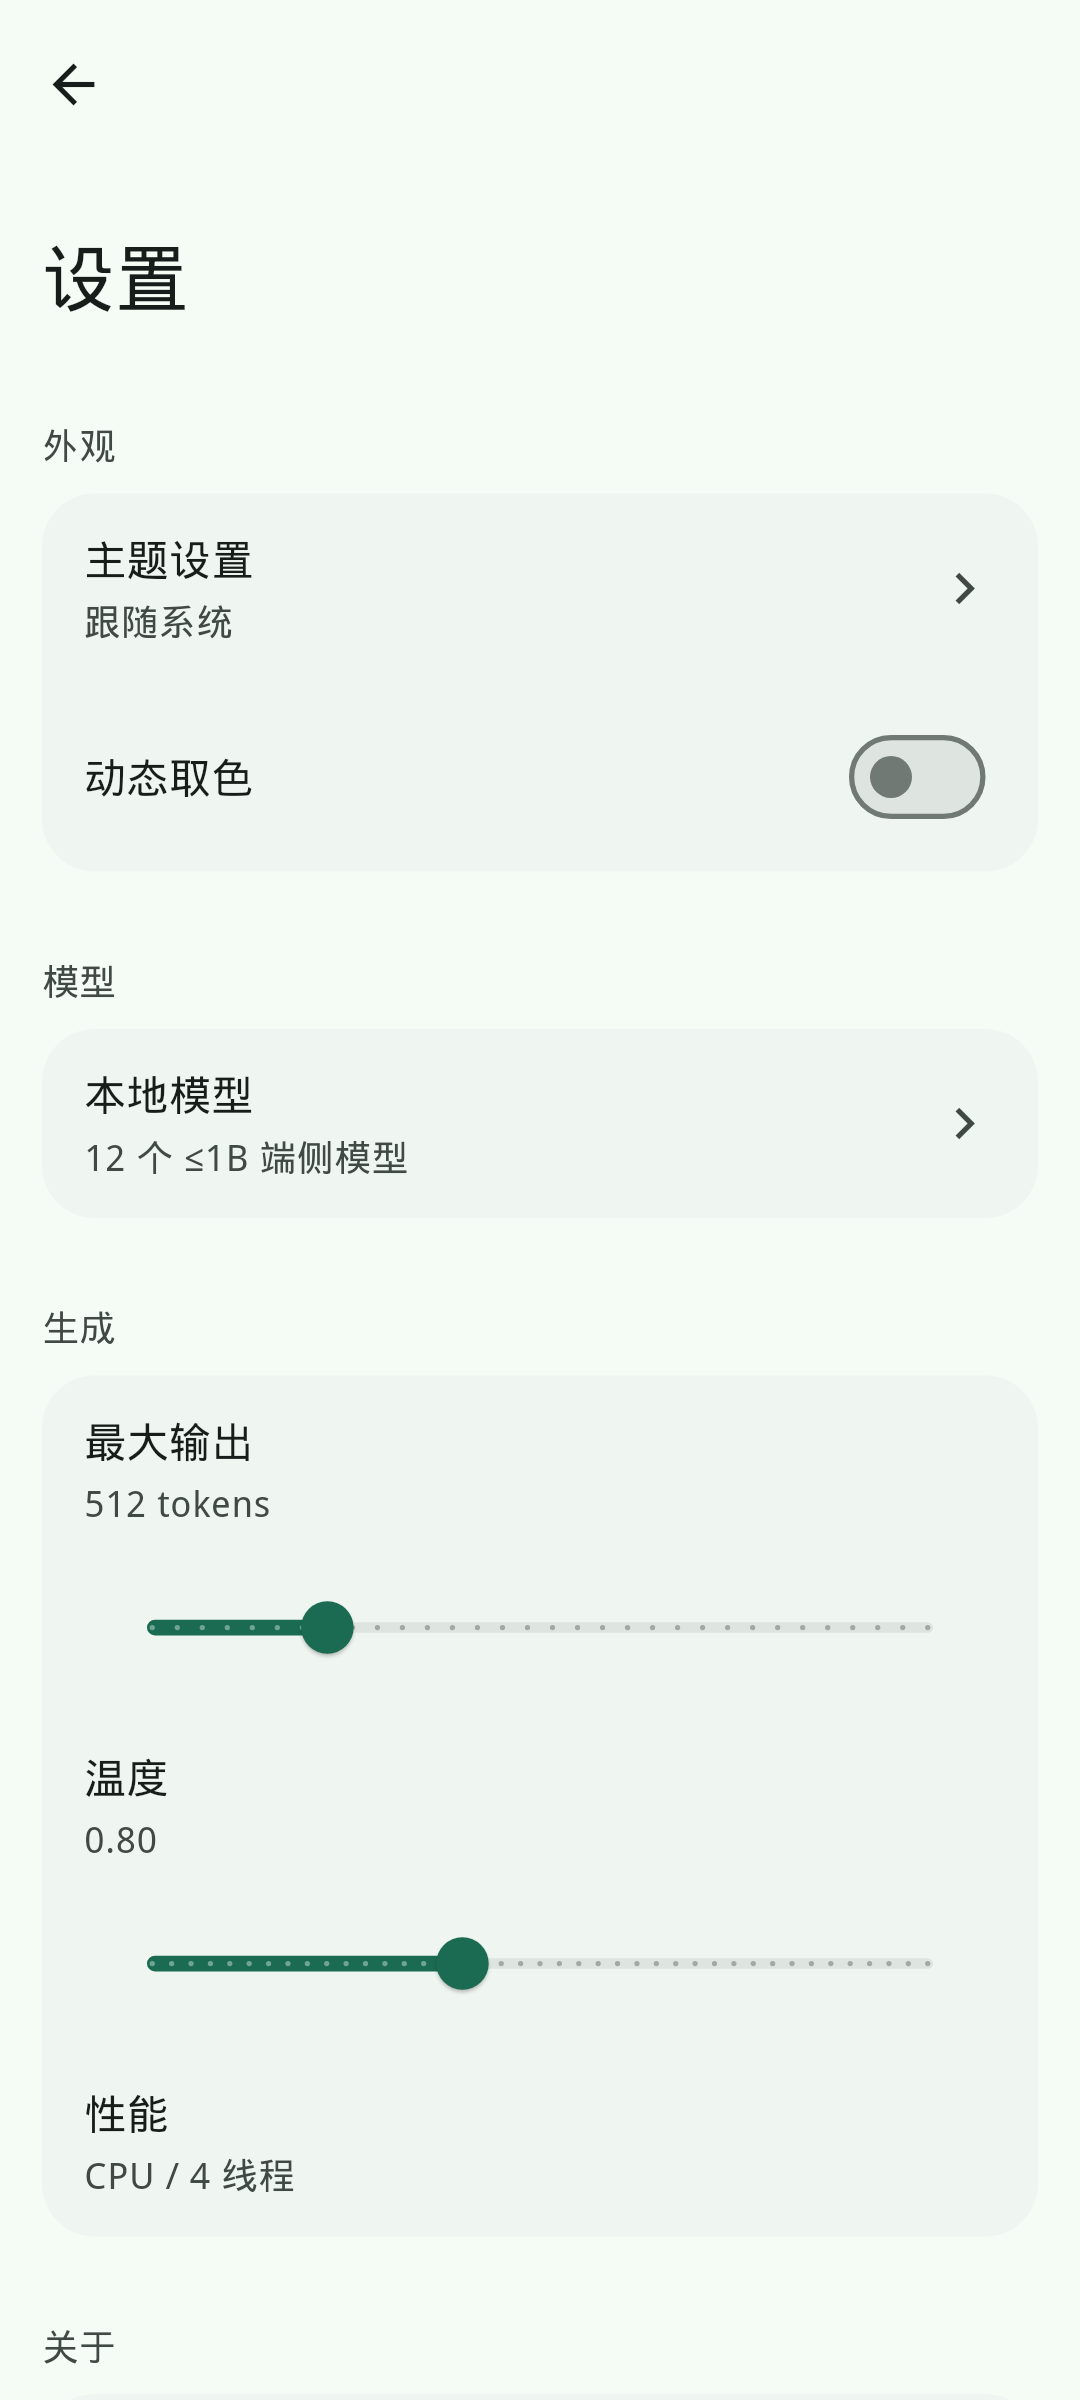 设置
外观
主题设置
跟随系统
动态取色
模型
本地模型
12 个 ≤1B 端侧模型
生成
最大输出
512 tokens
温度
0.80
性能
CPU / 4 线程
关于